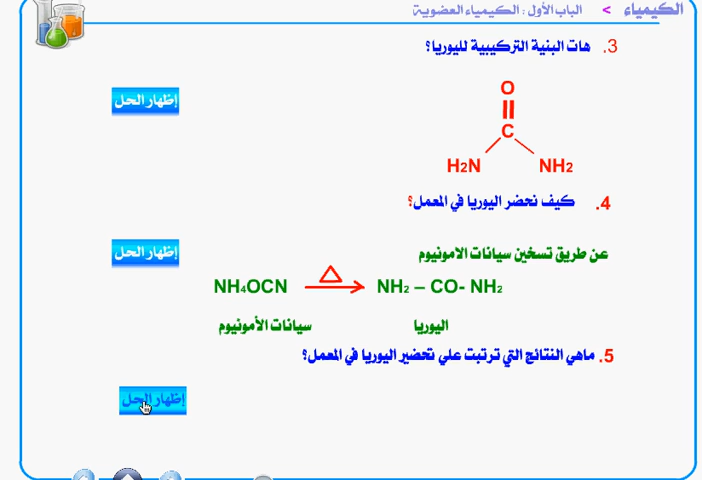 الكيمياء > الباب الأول : الكيمياء العضوية
3. هات البنية التركيبية لليوريا؟
إظهار الحل
O
C
H2N NH2
4. كيف نحضر اليوريا في المعمل؟
عن طريق تسخين سيانات الامونيوم
إظهار الحل
NH4OCN △ NH2 – CO- NH2
سيانات الأمونيوم اليوريا
5. ماهي النتائج التي ترتبت علي تحضير اليوريا في المعمل؟
إظهار الحل